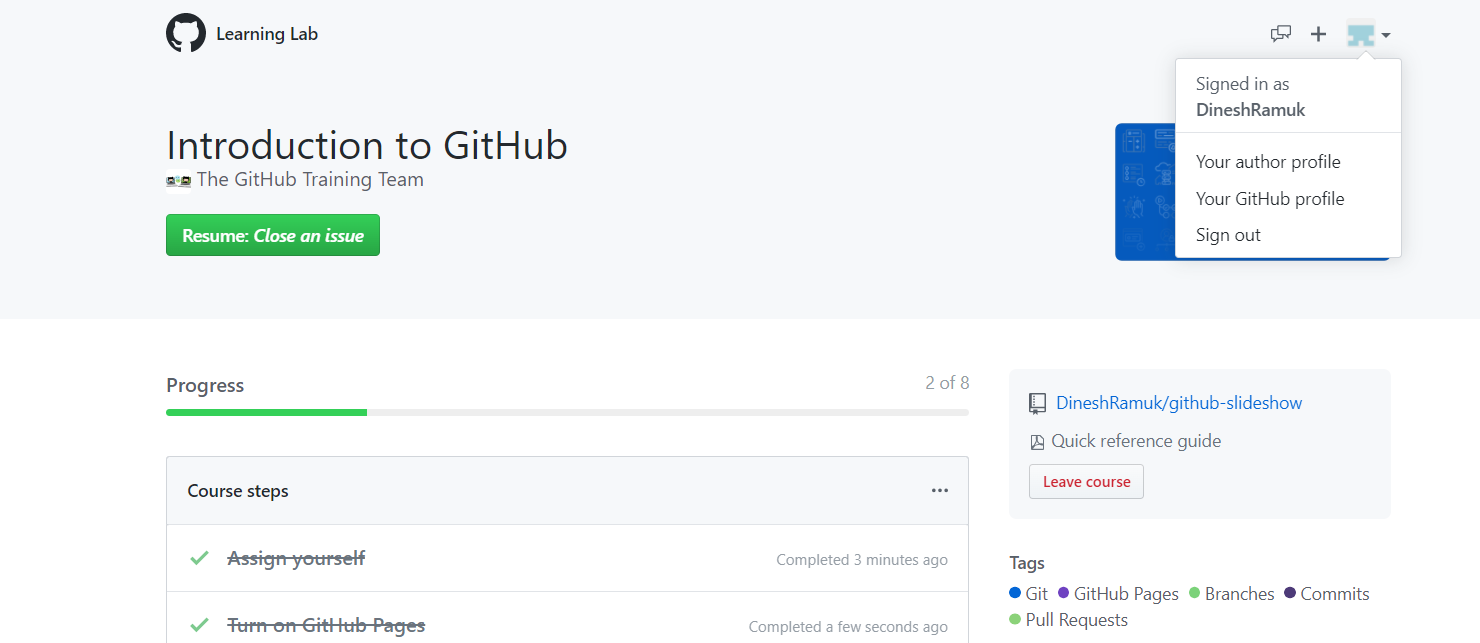 Learning Lab
Signed in as
DineshRamuk
Your author profile
Your GitHub profile
Sign out
Introduction to GitHub
The GitHub Training Team
Resume: Close an issue
Progress
2 of 8
Course steps
Assign yourself
Completed 3 minutes ago
Turn on GitHub Pages
Completed a few seconds ago
DineshRamuk/github-slideshow
Quick reference guide
Leave course
Tags
Git GitHub Pages Branches Commits
Pull Requests